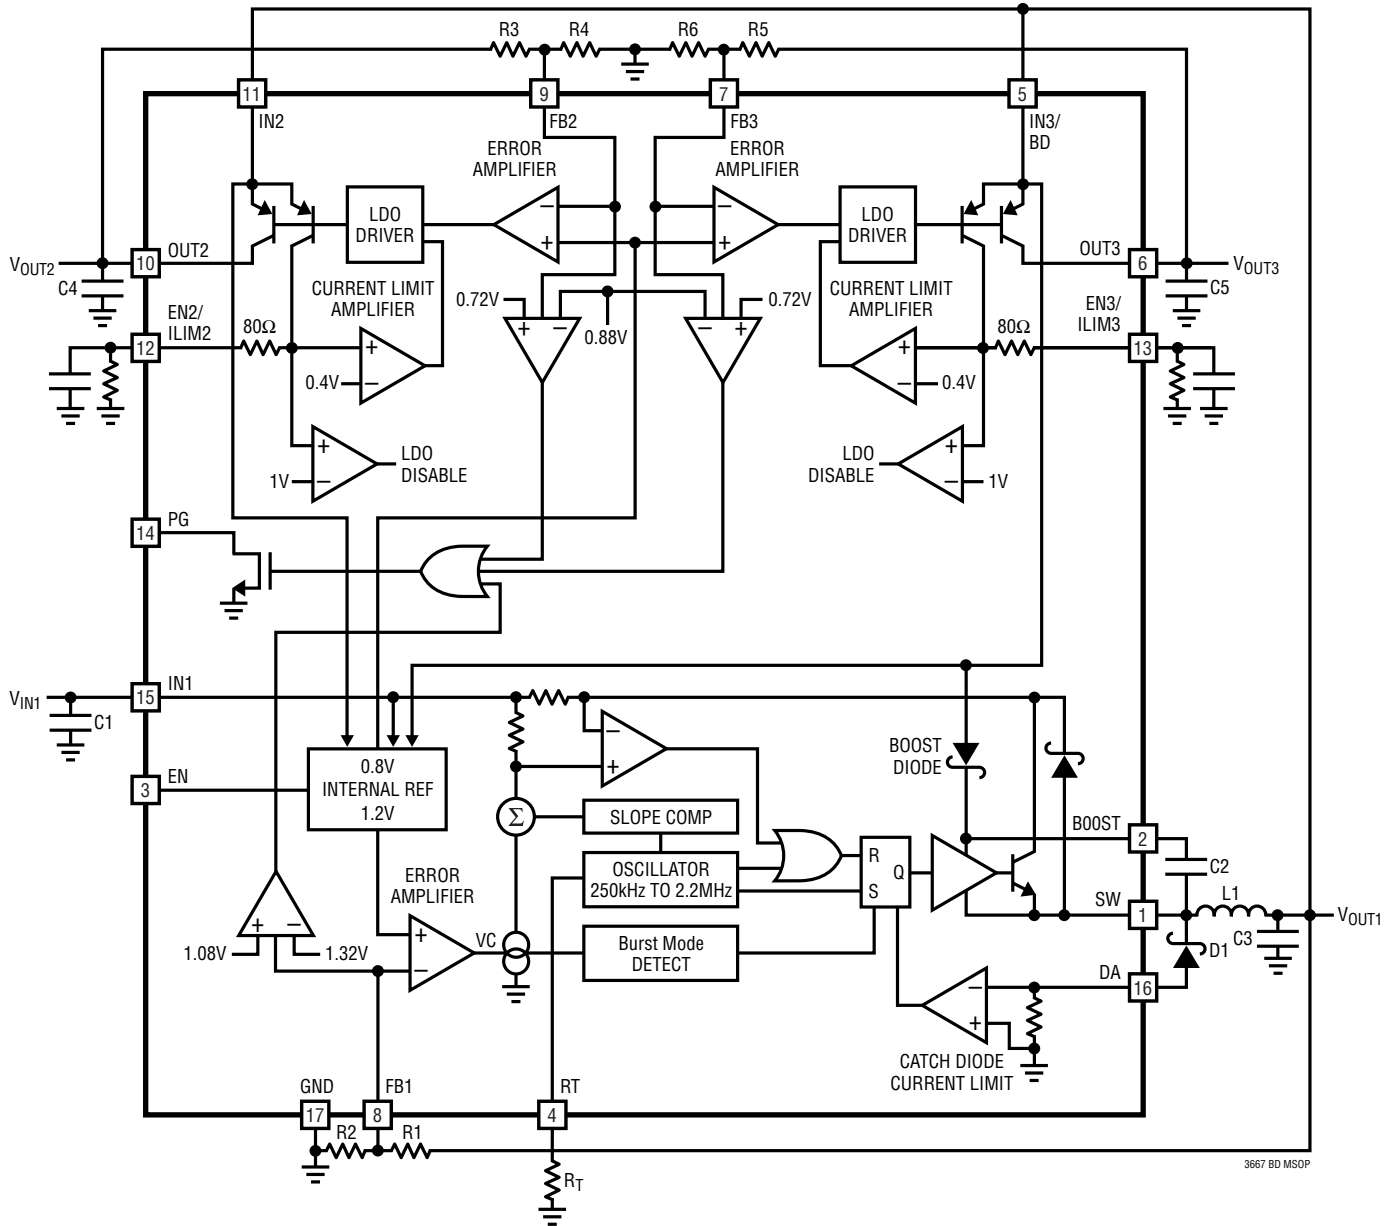 R3
R4
R6
R5
11
9
7
5
IN2
FB2
FB3
IN3/
BD
ERROR
AMPLIFIER
ERROR
AMPLIFIER
LDO
DRIVER
−
+
−
+
LDO
DRIVER
VOUT2
10
OUT2
OUT3
6
VOUT3
C4
C5
CURRENT LIMIT
AMPLIFIER
0.72V
+
−
0.88V
−
+
0.72V
CURRENT LIMIT
AMPLIFIER
EN2/
ILIM2
12
80Ω
+
−
0.4V
+
−
0.4V
80Ω
EN3/
ILIM3
13
+
−
1V
LDO
DISABLE
LDO
DISABLE
+
−
1V
14
PG
VIN1
15
IN1
C1
3
EN
0.8V
INTERNAL REF
1.2V
−
+
BOOST
DIODE
Σ
SLOPE COMP
OSCILLATOR
250kHz TO 2.2MHz
R
S
Q
BOOST
2
C2
SW
1
L1
VOUT1
C3
D1
ERROR
AMPLIFIER
+
−
1.08V
1.32V
+
−
VC
Burst Mode
DETECT
DA
16
−
+
CATCH DIODE
CURRENT LIMIT
GND
17
FB1
8
RT
4
R2
R1
RT
3667 BD MSOP